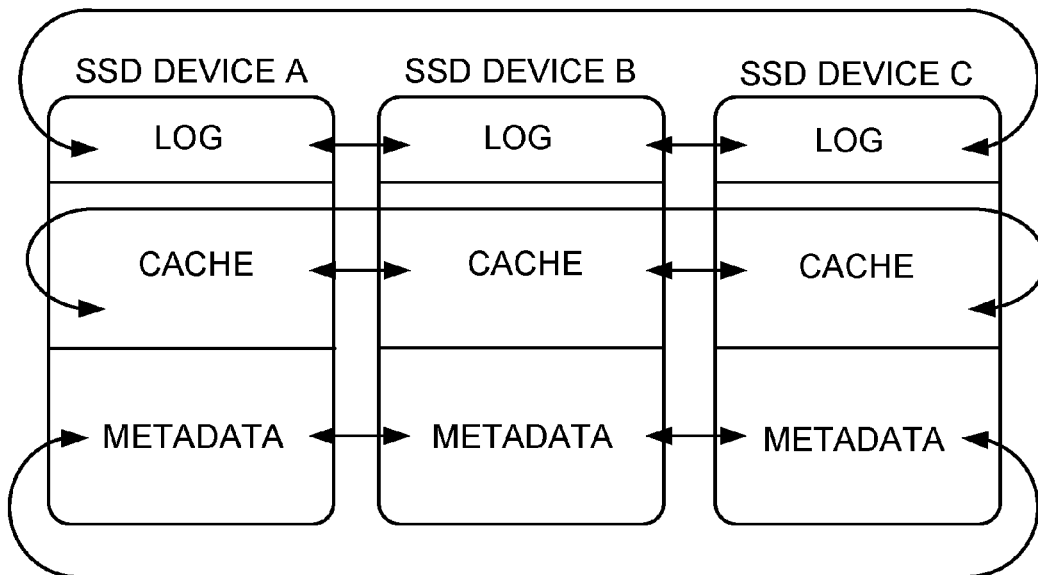 SSD DEVICE A
SSD DEVICE B
SSD DEVICE C
LOG
LOG
LOG
CACHE
CACHE
CACHE
METADATA
METADATA
METADATA